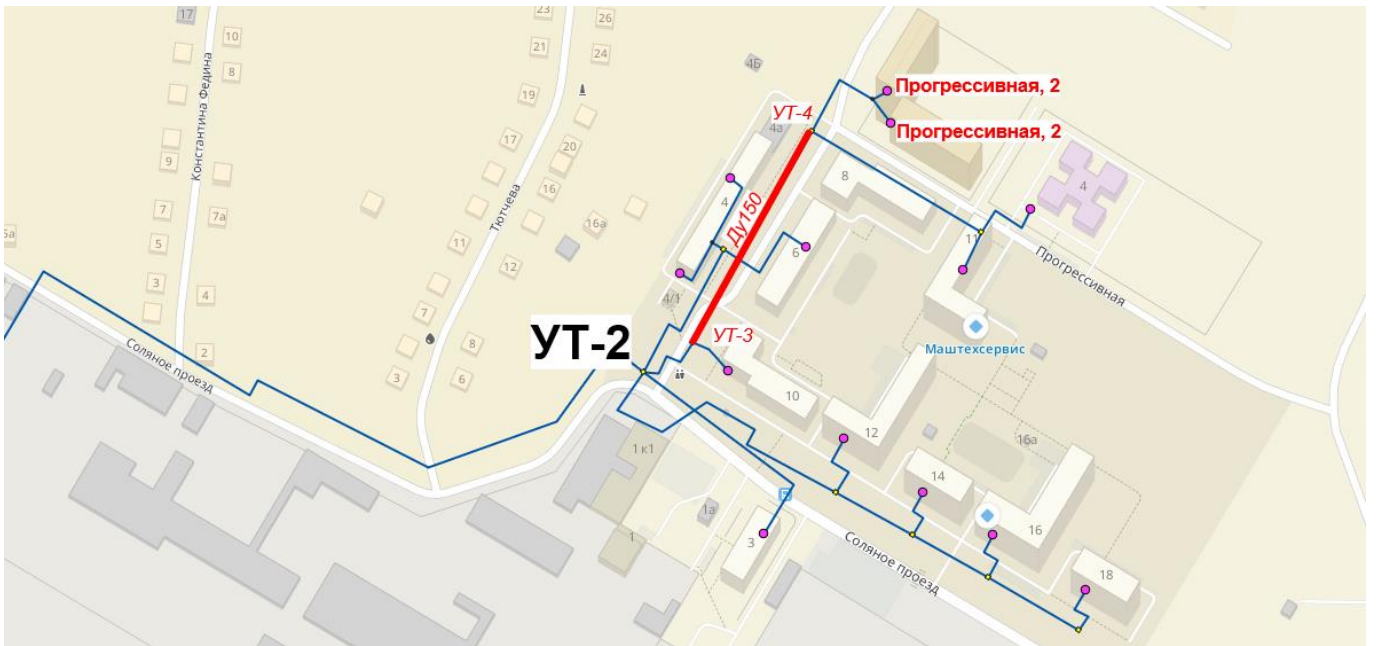 17
23
26
10
21
24
8
4Б
Прогрессивная, 2
19
УТ-4
4а
Прогрессивная, 2
Константина Федина
9
17
20
8
4
16
4
7
7а
Тютчева
16а
Ду150
11
5а
5
11
6
Прогрессивная
12
3
4
4/1
7
УТ-3
УТ-2
Соляное проезд
2
8
Маштехсервис
3
6
10
12
16а
1 к1
14
1а
16
1
3
Соляное проезд
18